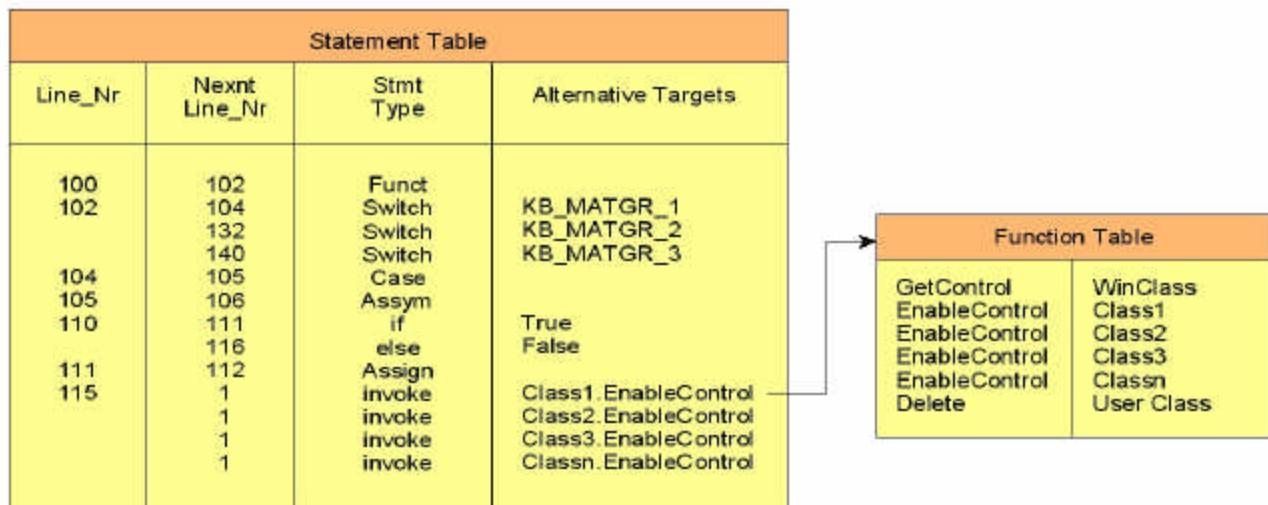 Statement Table
Line_Nr Nexnt Line_Nr Stmt Type Alternative Targets
100 102 Funct
102 104 Switch KB_MATGR_1
132 Switch KB_MATGR_2
140 Switch KB_MATGR_3
104 105 Case
105 106 Assym
110 111 if True
116 else False
111 112 Assign
115 1 invoke Class1.EnableControl
1 invoke Class2.EnableControl
1 invoke Class3.EnableControl
1 invoke Classn.EnableControl
Function Table
GetControl WinClass
EnableControl Class1
EnableControl Class2
EnableControl Class3
EnableControl Classn
Delete User Class